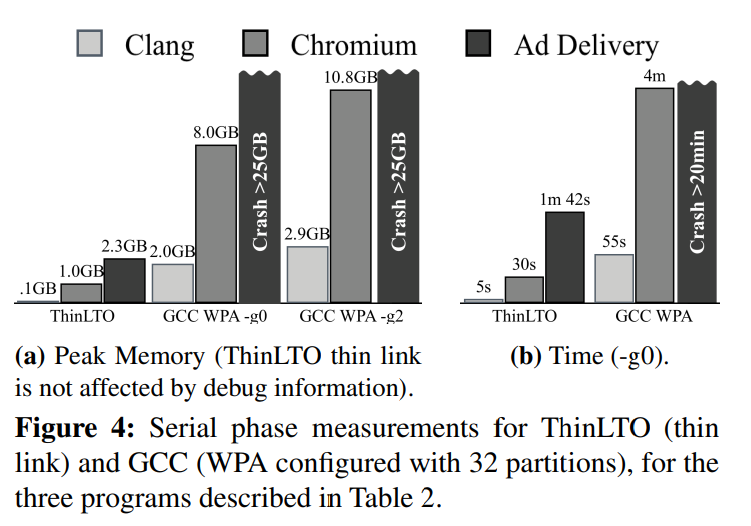 Clang Chromium Ad Delivery
.1GB 1.0GB 2.3GB 2.0GB 8.0GB Crash >25GB 2.9GB 10.8GB Crash >25GB
ThinLTO GCC WPA -g0 GCC WPA -g2
(a) Peak Memory (ThinLTO thin link
is not affected by debug information).
5s 30s 1m 42s 55s 4m Crash >20min
ThinLTO GCC WPA
(b) Time (-g0).
Figure 4: Serial phase measurements for ThinLTO (thin
link) and GCC (WPA configured with 32 partitions), for the
three programs described in Table 2.